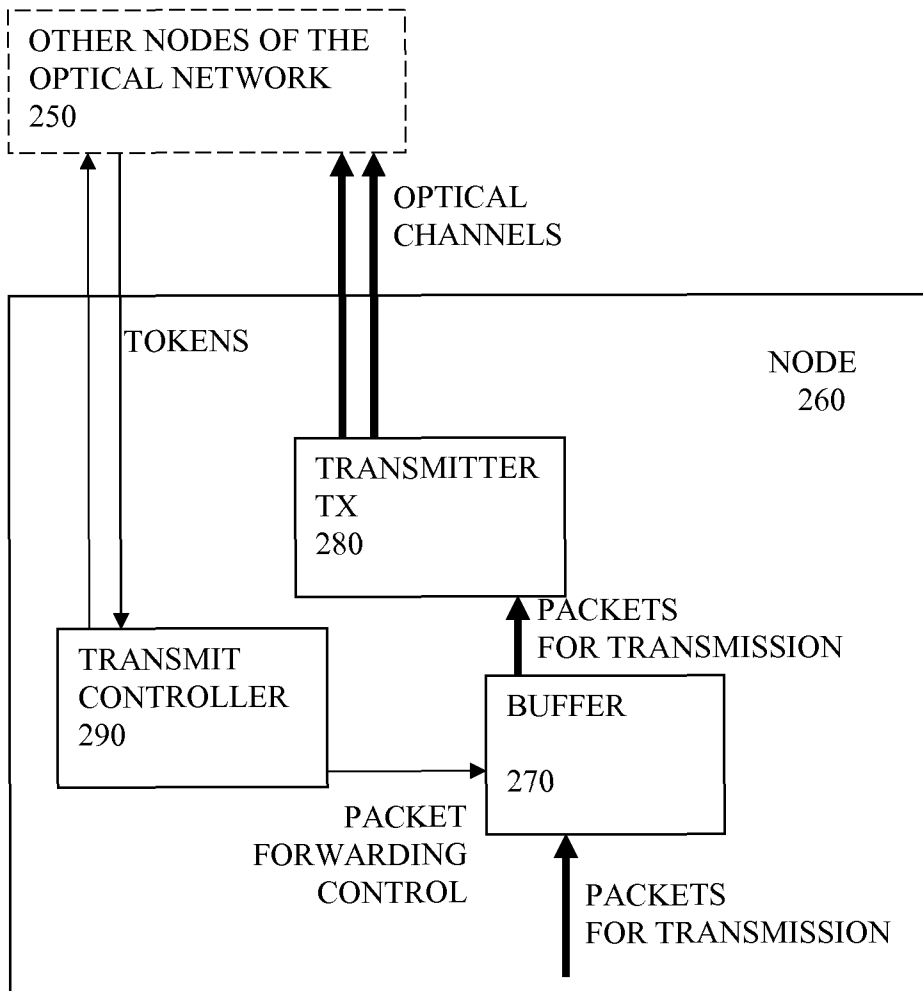 OTHER NODES OF THE
OPTICAL NETWORK
250
OPTICAL
CHANNELS
TOKENS
NODE
260
TRANSMITTER
TX
280
PACKETS
FOR TRANSMISSION
TRANSMIT
CONTROLLER
290
BUFFER
270
PACKET
FORWARDING
CONTROL
PACKETS
FOR TRANSMISSION